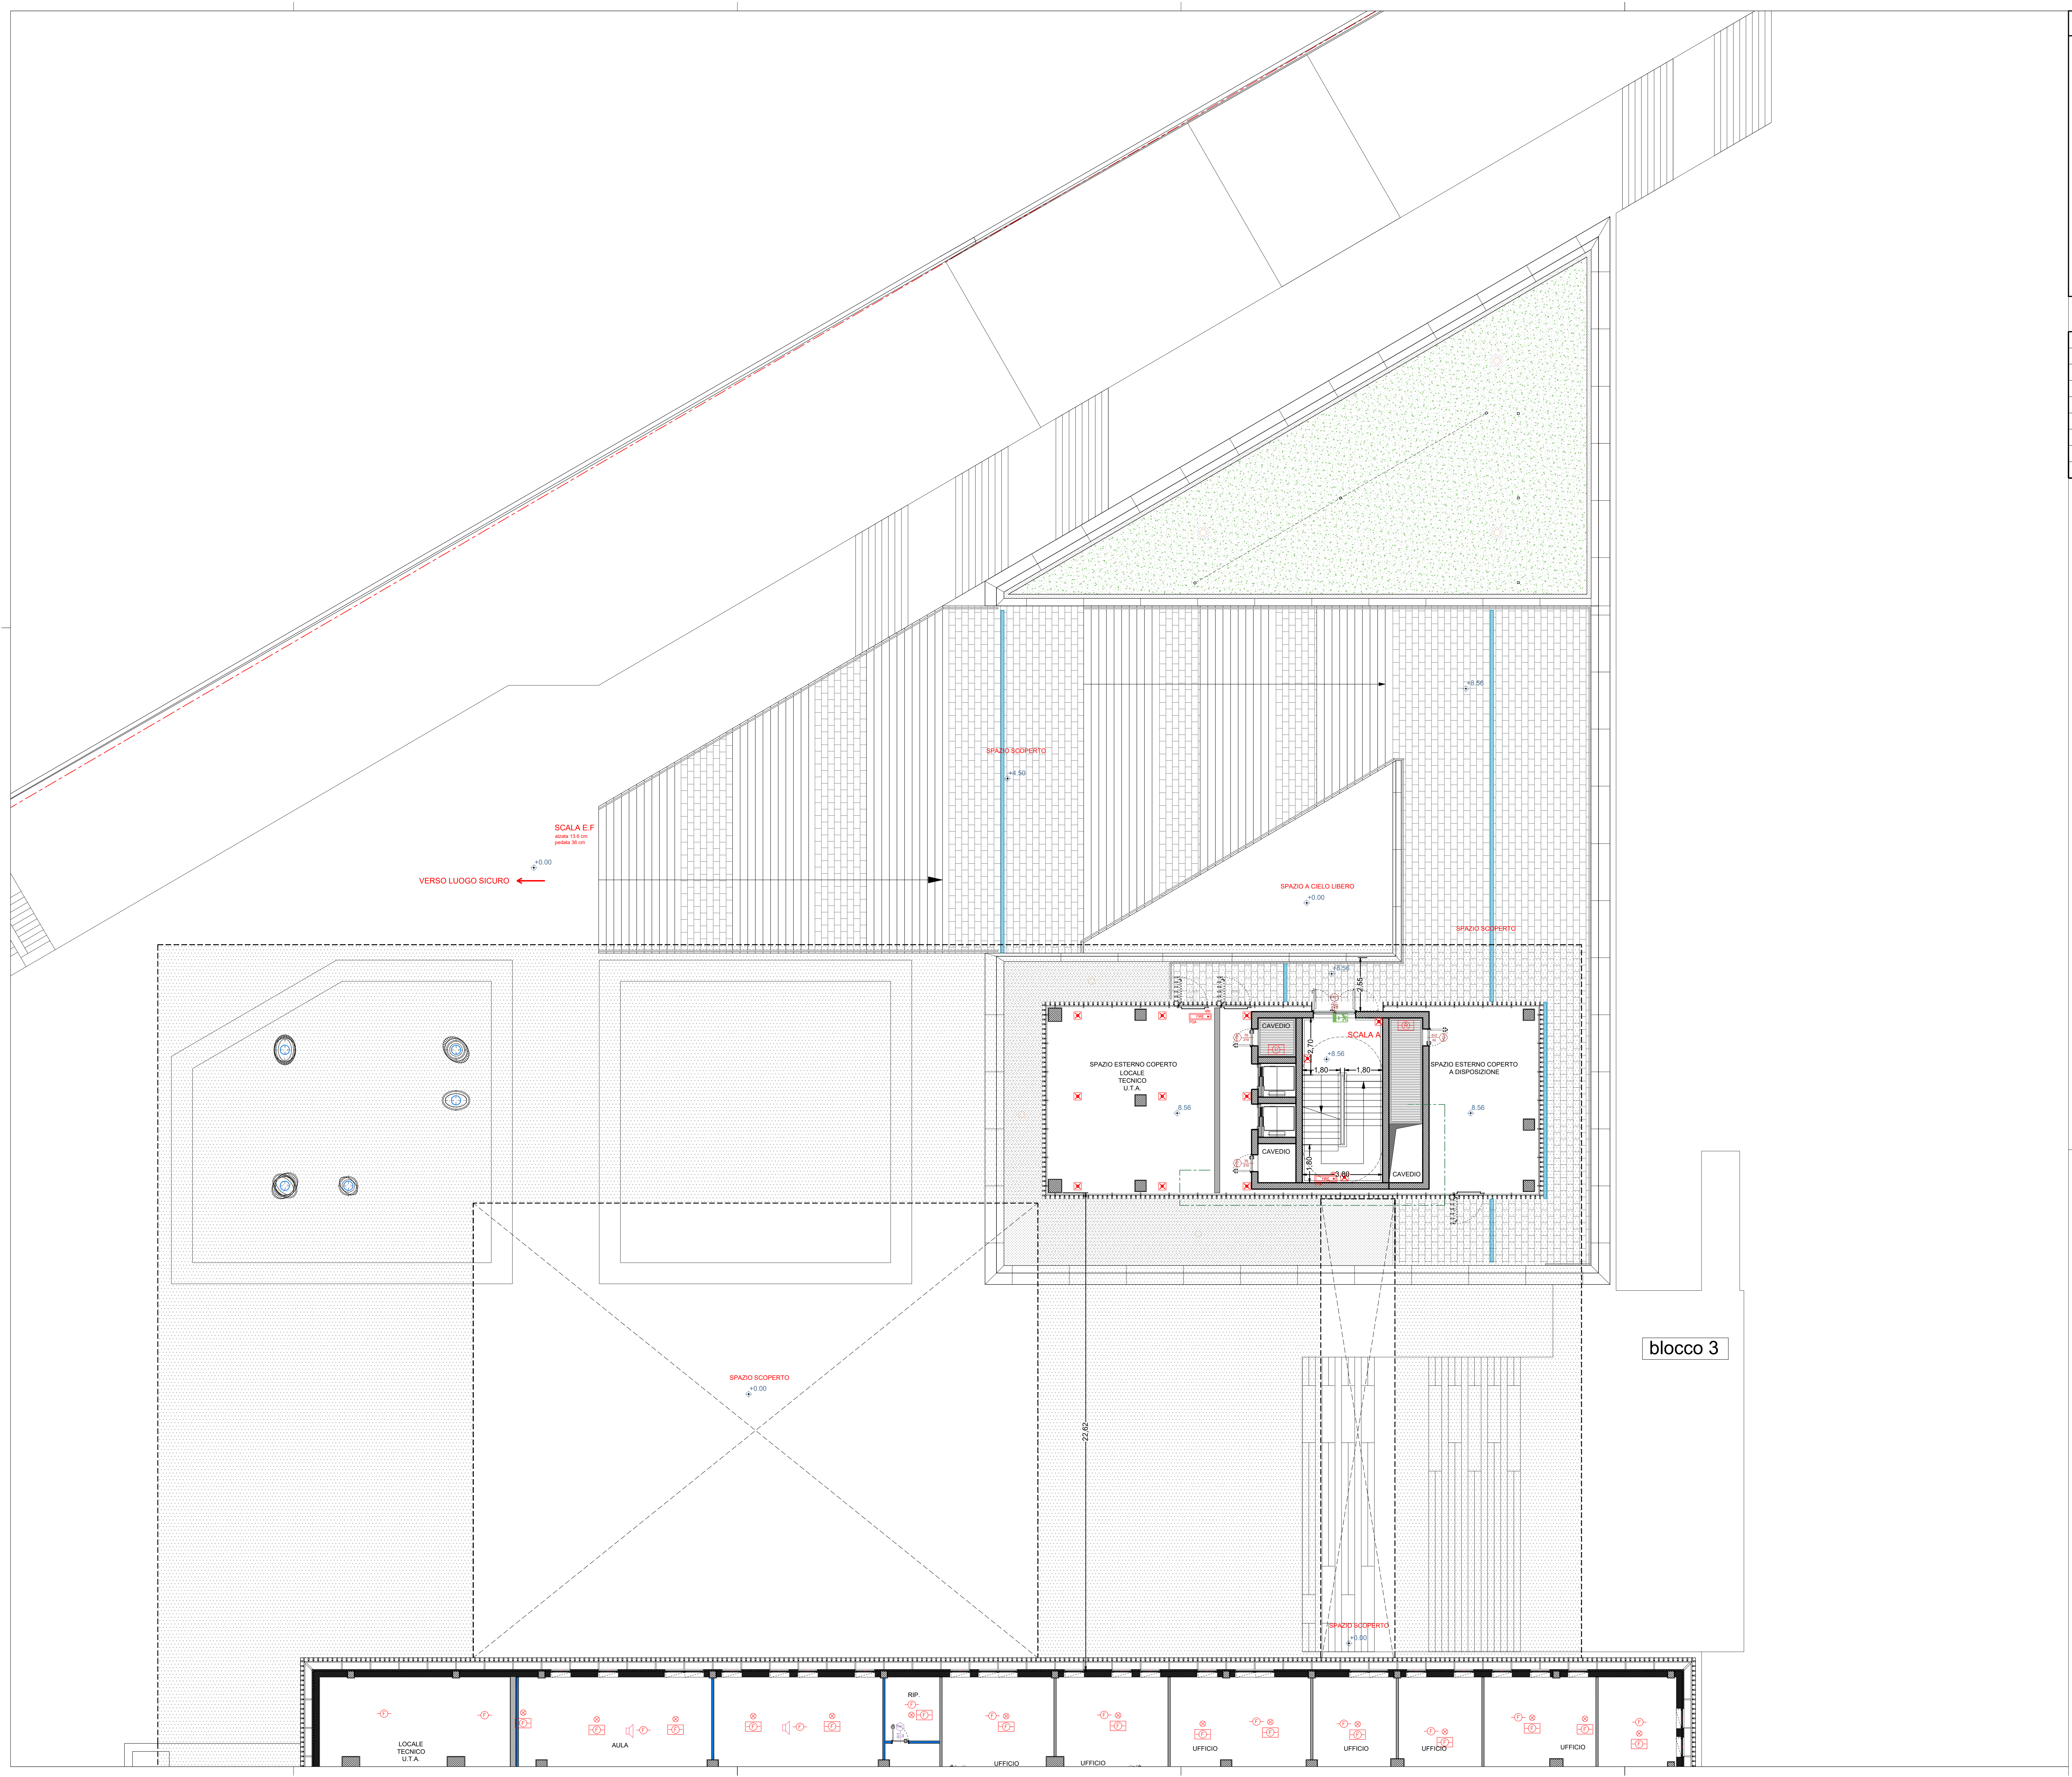 SPAZIO SCOPERTO
+8.56
+4.50
SCALA E.F
alzata 13.6 cm
pedata 36 cm
+0.00
VERSO LUOGO SICURO
SPAZIO A CIELO LIBERO
+0.00
SPAZIO SCOPERTO
+8.56
2,55
CAVEDIO
SCALA A
2,70
+8.56
1,80
1,80
SPAZIO ESTERNO COPERTO
LOCALE
TECNICO
U.T.A.
8.56
SPAZIO ESTERNO COPERTO
A DISPOSIZIONE
8.56
CAVEDIO
1,80
3,80
CAVEDIO
blocco 3
SPAZIO SCOPERTO
+0.00
22,62
SPAZIO SCOPERTO
+0.00
RIP.
LOCALE
TECNICO
U.T.A.
AULA
UFFICIO
UFFICIO
UFFICIO
UFFICIO
UFFICIO
UFFICIO